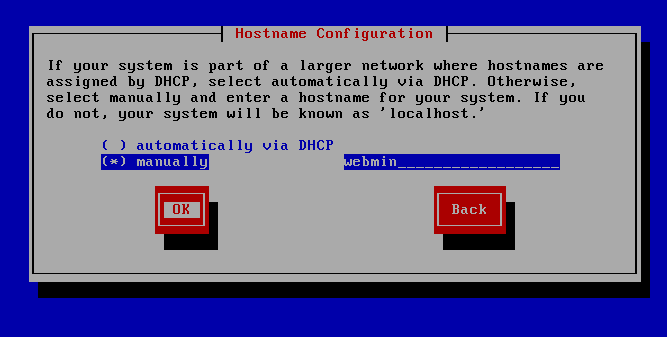 Hostname Configuration
If your system is part of a larger network where hostnames are
assigned by DHCP, select automatically via DHCP. Otherwise,
select manually and enter a hostname for your system. If you
do not, your system will be known as 'localhost.'
( ) automatically via DHCP
(*) manually webmin__________________
OK Back